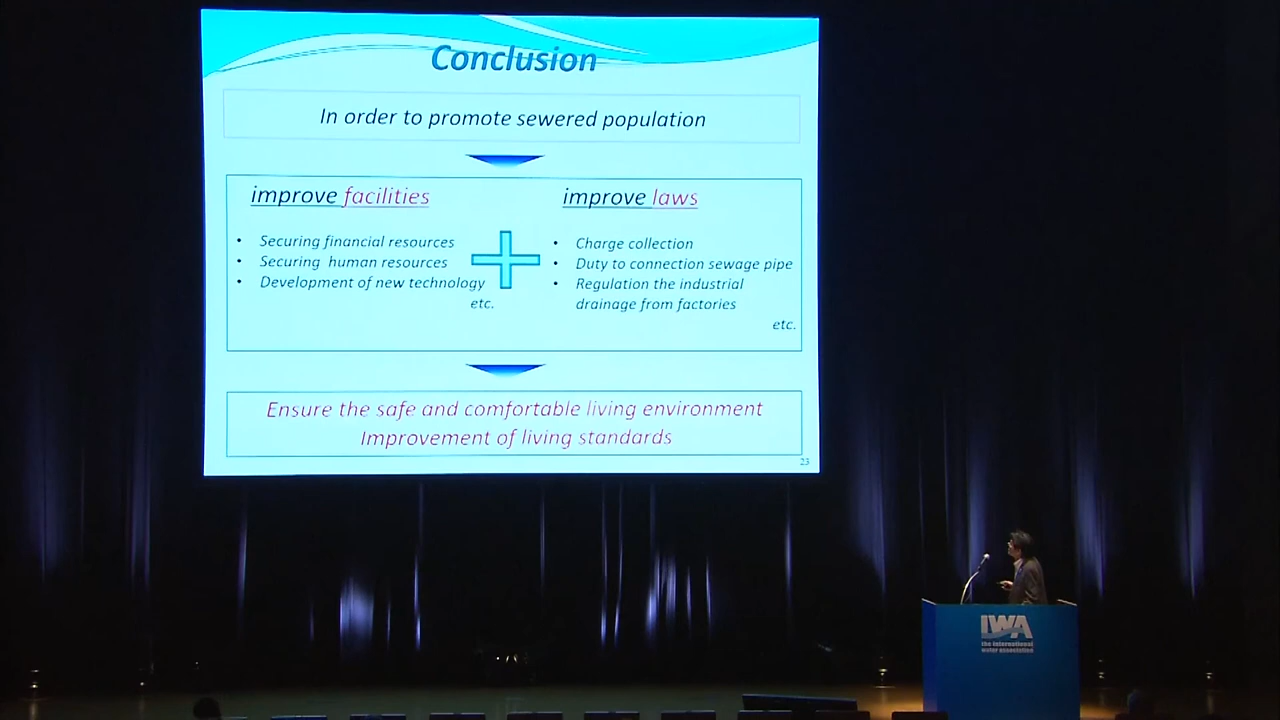 Conclusion
In order to promote sewered population
improve facilities
• Securing financial resources
• Securing human resources
• Development of new technology
etc.
improve laws
• Charge collection
• Duty to connection sewage pipe
• Regulation the industrial
drainage from factories
etc.
Ensure the safe and comfortable living environment
Improvement of living standards
23
IWA
the international
water association